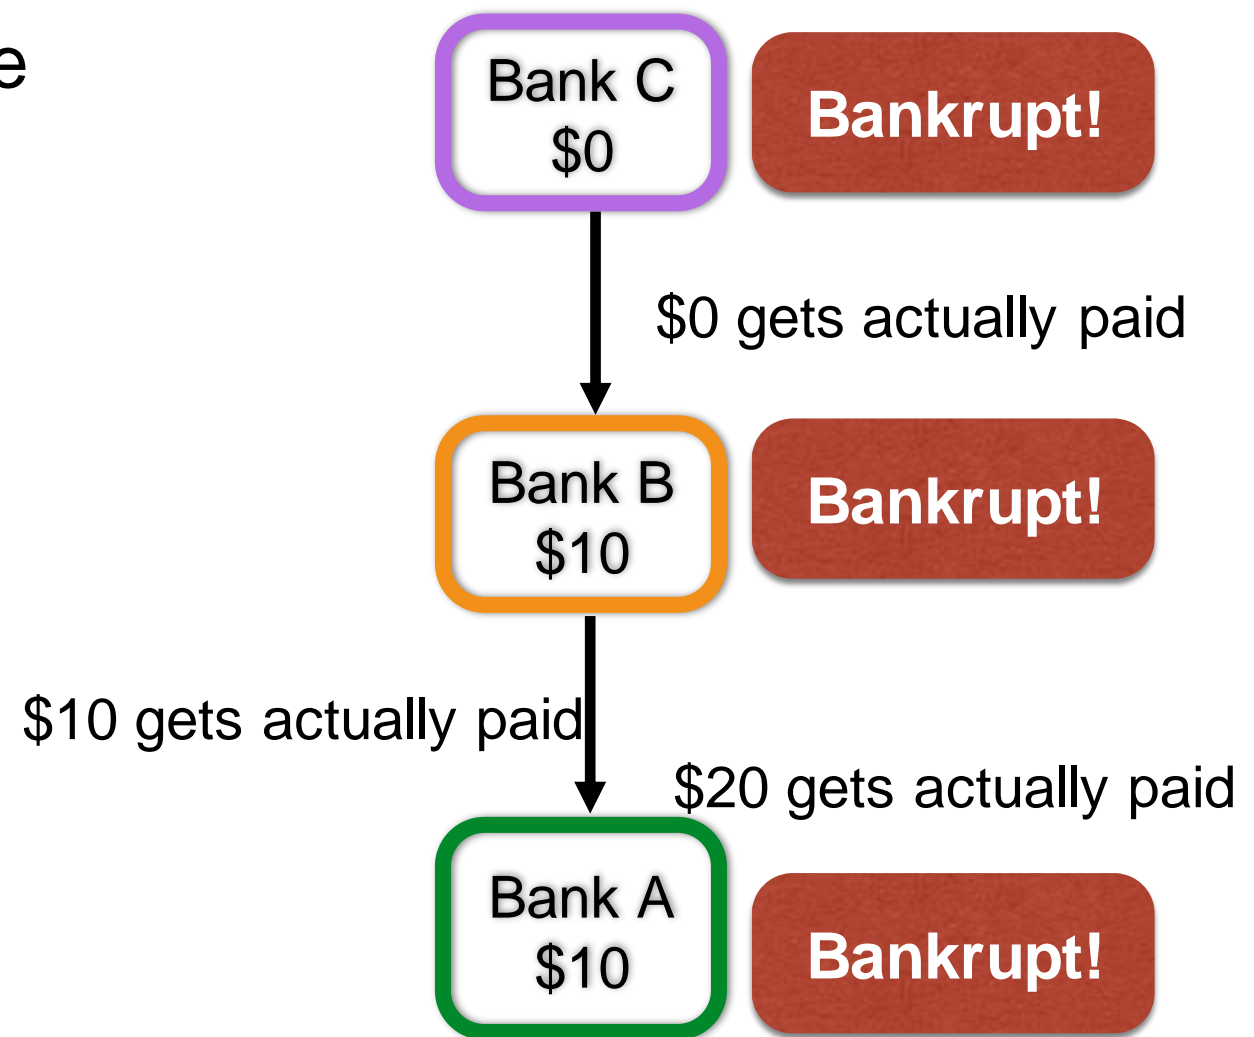 e
Bank C
$0
Bankrupt!
$0 gets actually paid
Bank B
$10
Bankrupt!
$10 gets actually paid
$20 gets actually paid
Bank A
$10
Bankrupt!